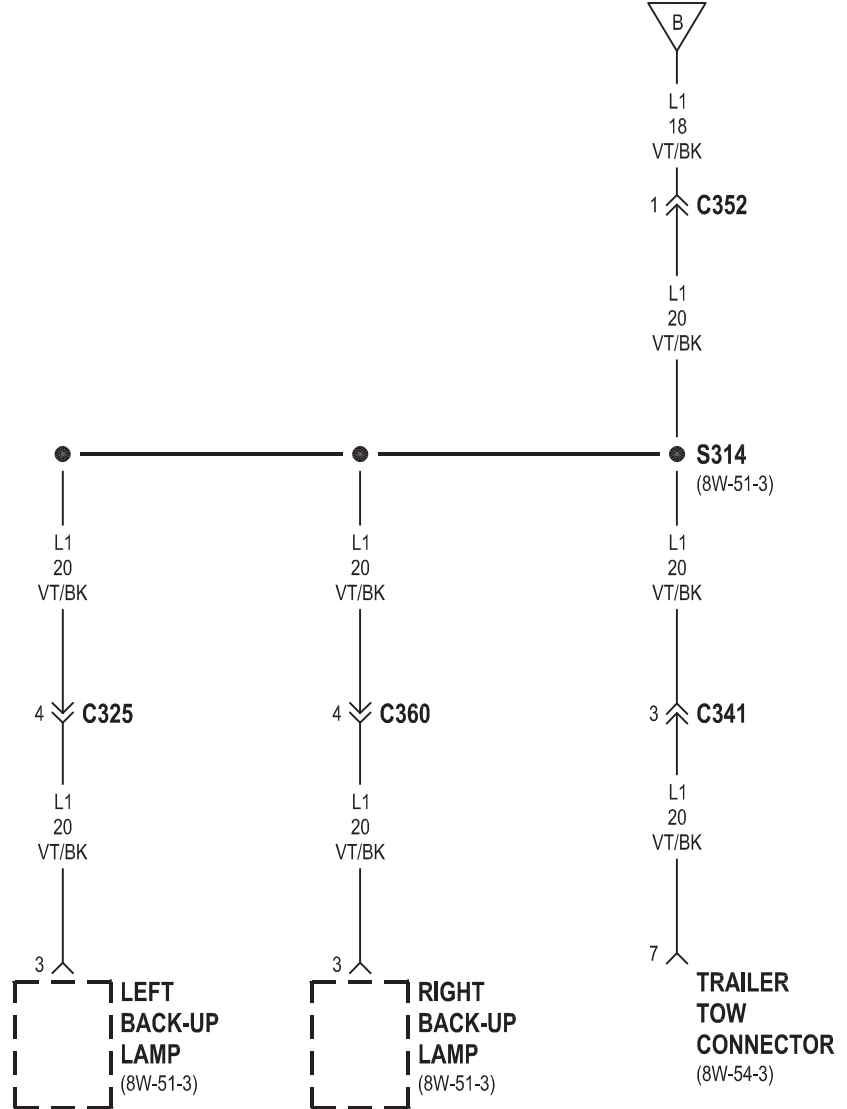 B
L1
18
VT/BK
1 C352
L1
20
VT/BK
S314
(8W-51-3)
L1 L1 L1
20 20 20
VT/BK VT/BK VT/BK
4 C325 4 C360 3 C341
L1 L1 L1
20 20 20
VT/BK VT/BK VT/BK
3 3 7
LEFT
BACK-UP
LAMP
(8W-51-3)
RIGHT
BACK-UP
LAMP
(8W-51-3)
TRAILER
TOW
CONNECTOR
(8W-54-3)